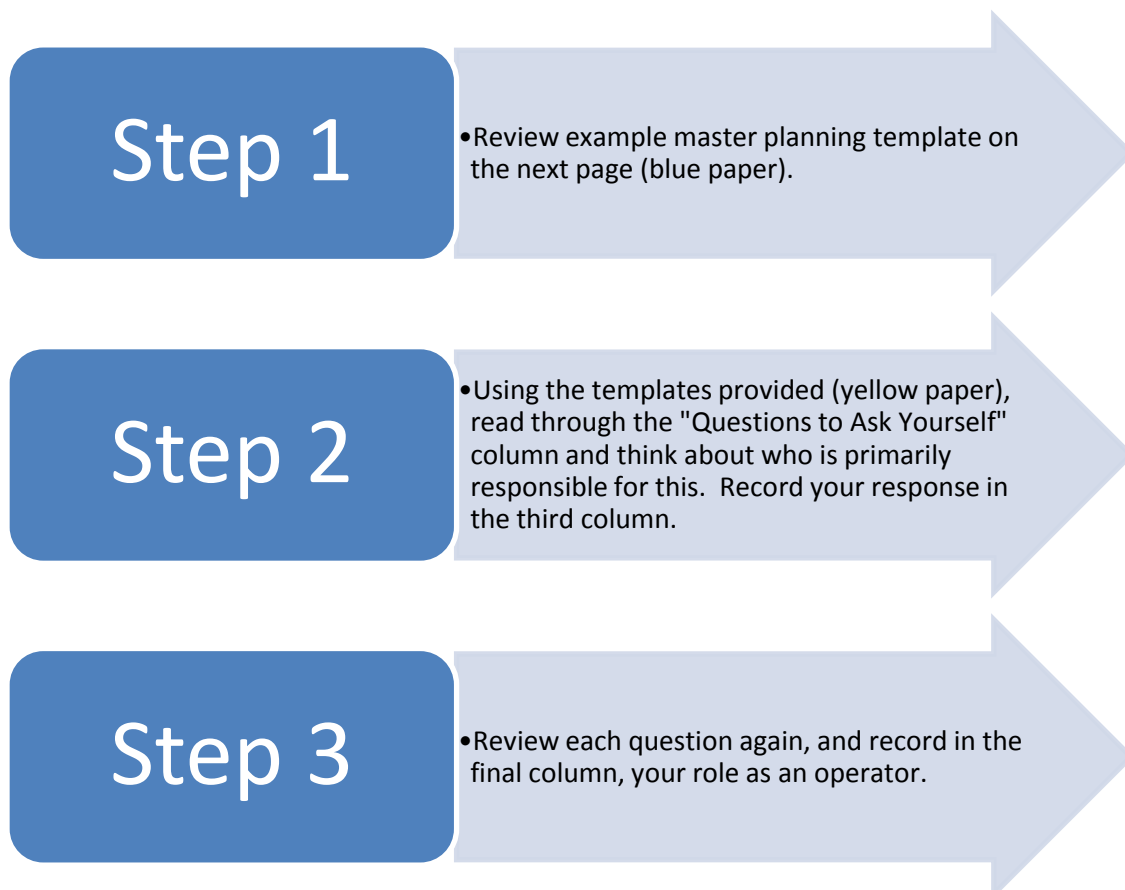 Step 1
•Review example master planning template on
the next page (blue paper).
Step 2
•Using the templates provided (yellow paper),
read through the "Questions to Ask Yourself"
column and think about who is primarily
responsible for this.  Record your response in
the third column.
Step 3
•Review each question again, and record in the
final column, your role as an operator.